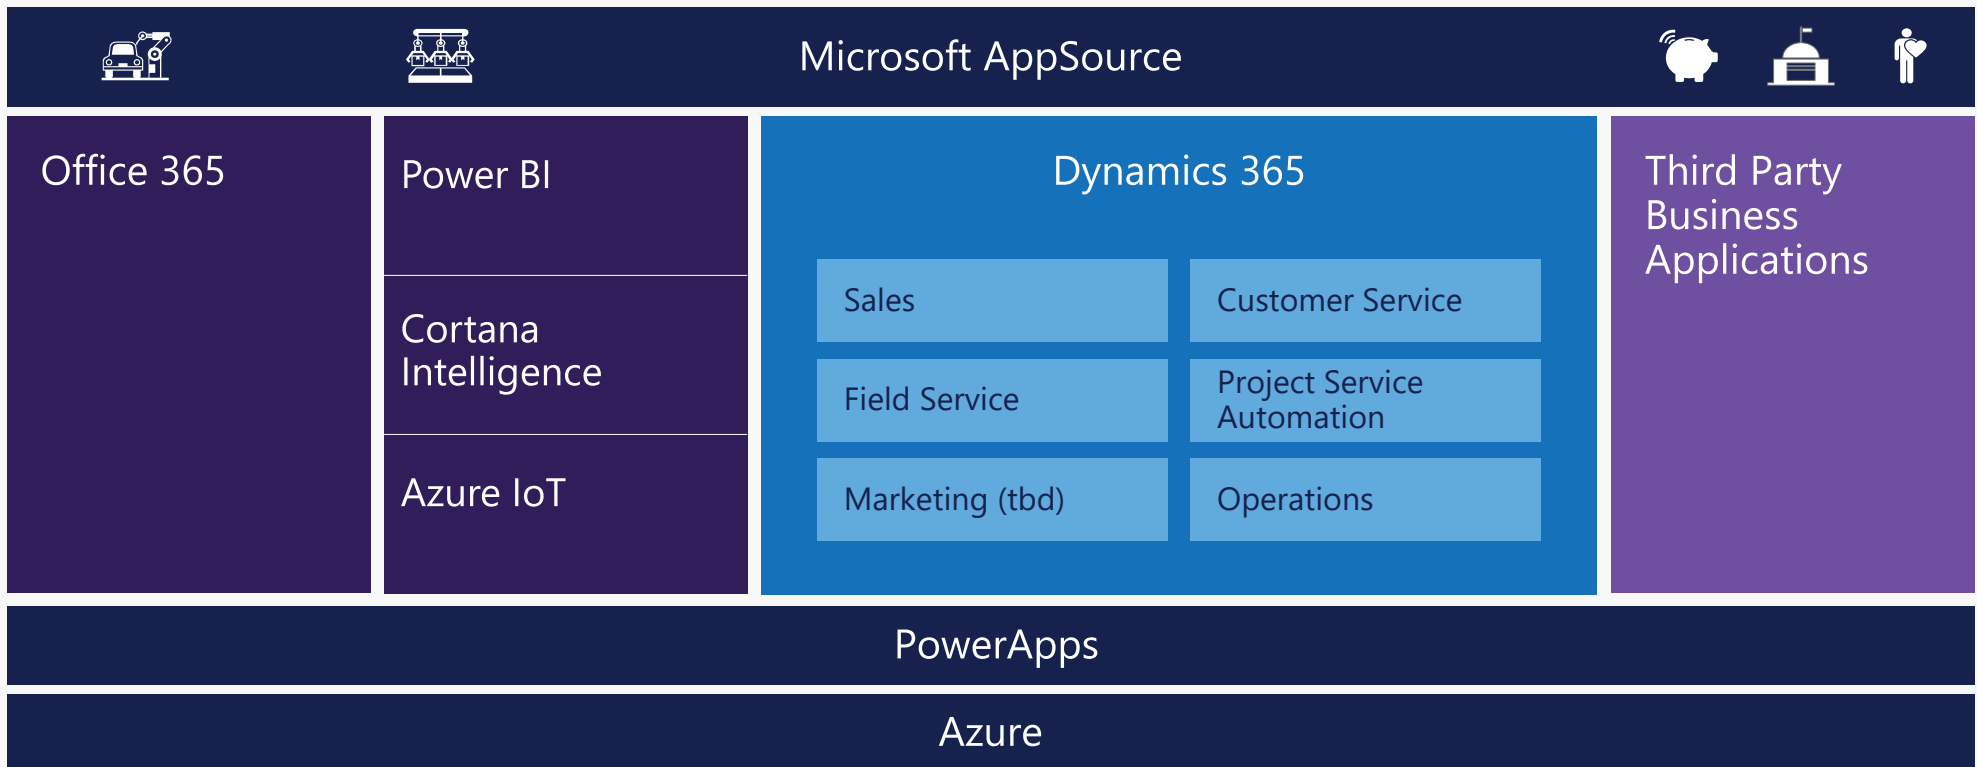 Microsoft AppSource
Office 365
Power BI
Cortana
Intelligence
Azure IoT
Dynamics 365
Sales
Customer Service
Field Service
Project Service
Automation
Marketing (tbd)
Operations
Third Party
Business
Applications
PowerApps
Azure